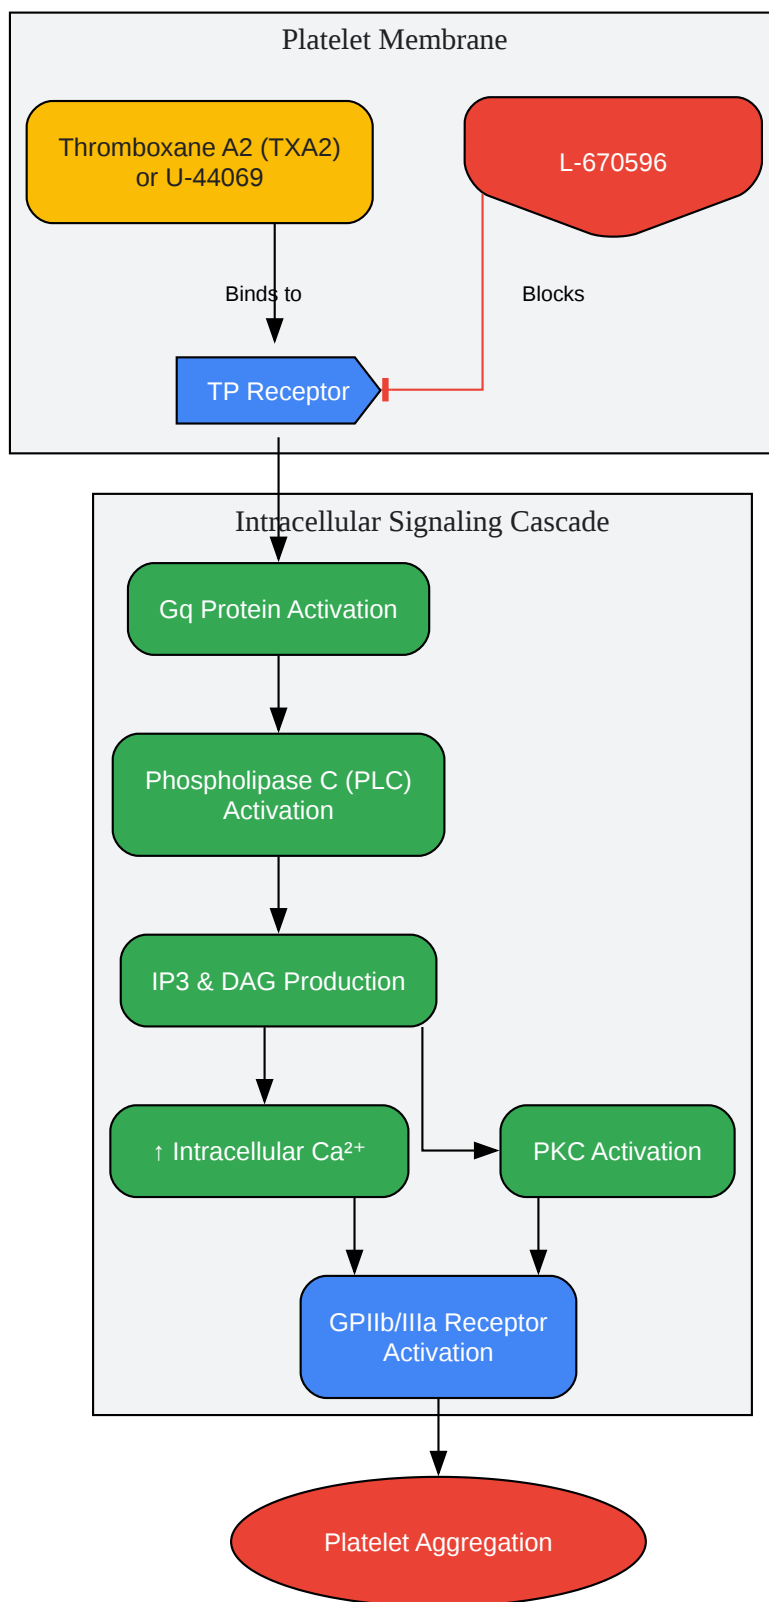 Platelet Membrane
Thromboxane A2 (TXA2)
or U-44069
L-670596
Binds to
Blocks
TP Receptor
Intracellular Signaling Cascade
Gq Protein Activation
Phospholipase C (PLC)
Activation
IP3 & DAG Production
↑ Intracellular Ca²⁺
PKC Activation
GPIIb/IIIa Receptor
Activation
Platelet Aggregation